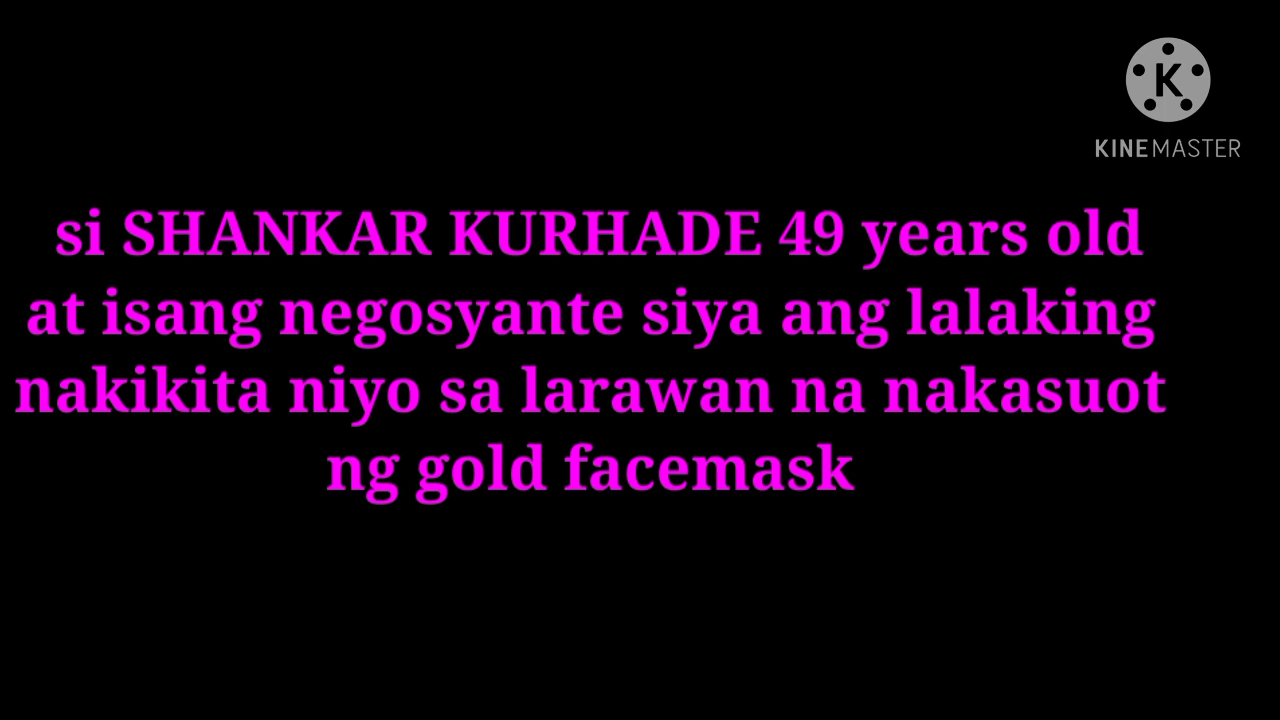 K
KINEMASTER
si SHANKAR KURHADE 49 years old
at isang negosyante siya ang lalaking
nakikita niyo sa larawan na nakasuot
ng gold facemask